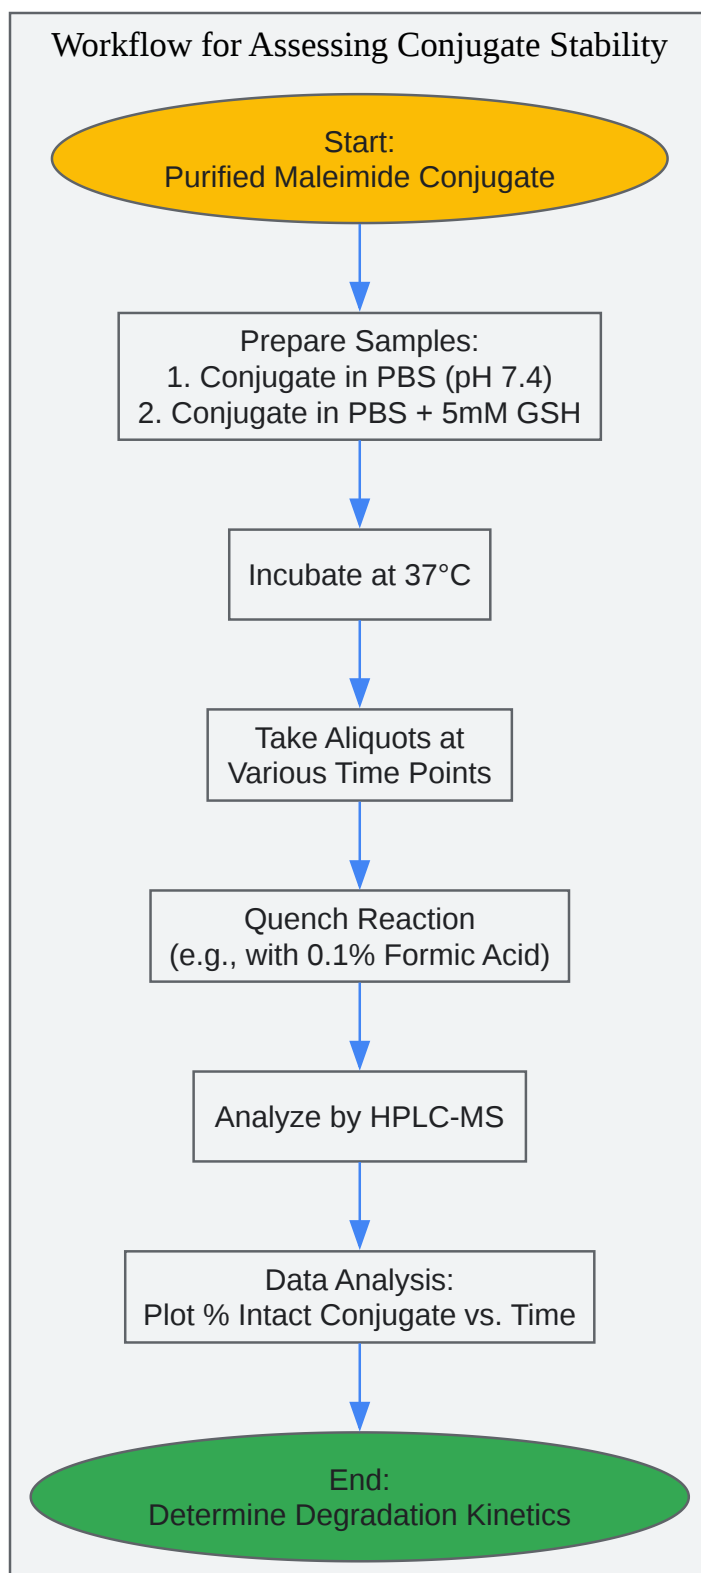 Workflow for Assessing Conjugate Stability
Start:
Purified Maleimide Conjugate
Prepare Samples:
1. Conjugate in PBS (pH 7.4)
2. Conjugate in PBS + 5mM GSH
Incubate at 37°C
Take Aliquots at
Various Time Points
Quench Reaction
(e.g., with 0.1% Formic Acid)
Analyze by HPLC-MS
Data Analysis:
Plot % Intact Conjugate vs. Time
End:
Determine Degradation Kinetics